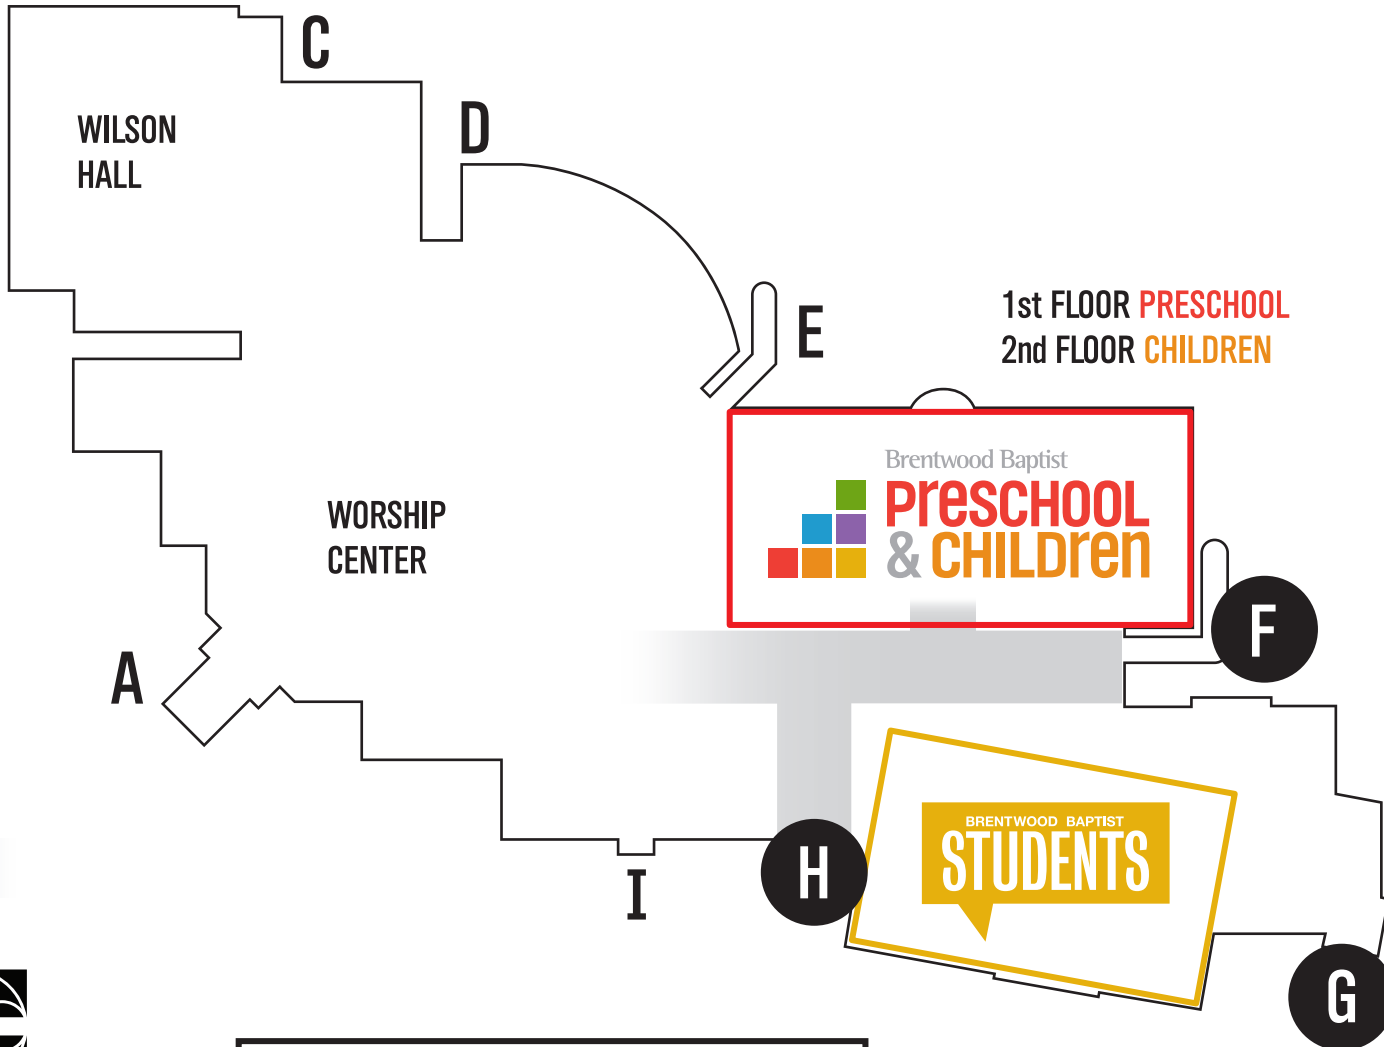 C
WILSON
HALL
D
E
1st FLOOR PRESCHOOL
2nd FLOOR CHILDREN
Brentwood Baptist
PreSCHOOL
& CHILDren
WORSHIP
CENTER
F
A
BRENTWOOD BAPTIST
STUDENTS
H
I
G